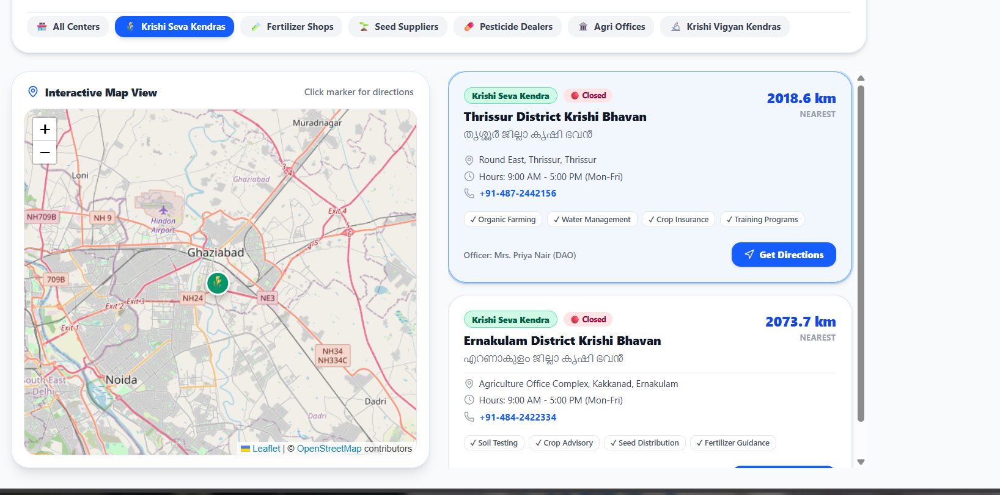 All Centers
Krishi Seva Kendras
Fertilizer Shops
Seed Suppliers
Pesticide Dealers
Agri Offices
Krishi Vigyan Kendras
Interactive Map View
Click marker for directions
+
−
Muradnagar
3
4
Loni
Ghaziabad
NH709B
NH 9
Hindon
Airport
Exit 4
5
6
4 5
Ghaziabad
709B
NH24
NE3
Exit 2
Exit 3
Exit 1
NH34
NH334C
South East
Delhi
Noida
Dadri
Dadri
Leaflet | © OpenStreetMap contributors
Krishi Seva Kendra
Closed
2018.6 km
NEAREST
Thrissur District Krishi Bhavan
തൃശ്ശൂർ ജില്ലാ കൃഷി ഭവൻ
Round East, Thrissur, Thrissur
Hours: 9:00 AM - 5:00 PM (Mon-Fri)
+91-487-2442156
✓ Organic Farming
✓ Water Management
✓ Crop Insurance
✓ Training Programs
Officer: Mrs. Priya Nair (DAO)
Get Directions
Krishi Seva Kendra
Closed
2073.7 km
NEAREST
Ernakulam District Krishi Bhavan
എറണാകുളം ജില്ലാ കൃഷി ഭവൻ
Agriculture Office Complex, Kakkanad, Ernakulam
Hours: 9:00 AM - 5:00 PM (Mon-Fri)
+91-484-2422334
✓ Soil Testing
✓ Crop Advisory
✓ Seed Distribution
✓ Fertilizer Guidance